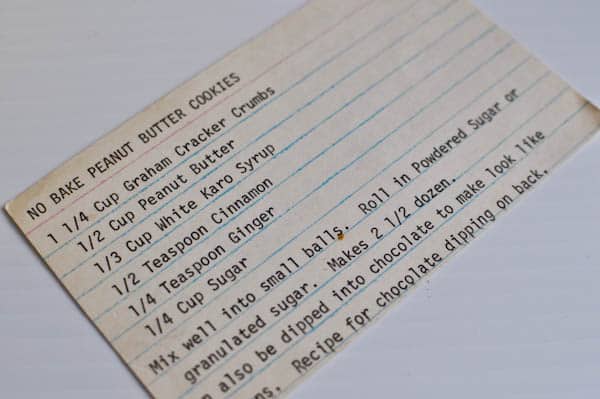 NO BAKE PEANUT BUTTER COOKIES
1 1/4 Cup Graham Cracker Crumbs
1/2 Cup Peanut Butter
1/3 Cup White Karo Syrup
1/2 Teaspoon Cinnamon
1/4 Teaspoon Ginger
1/4 Cup Sugar
Mix well into small balls. Roll in Powdered Sugar or
granulated sugar. Makes 2 1/2 dozen.
also be dipped into chocolate to make look like
Recipe for chocolate dipping on back.